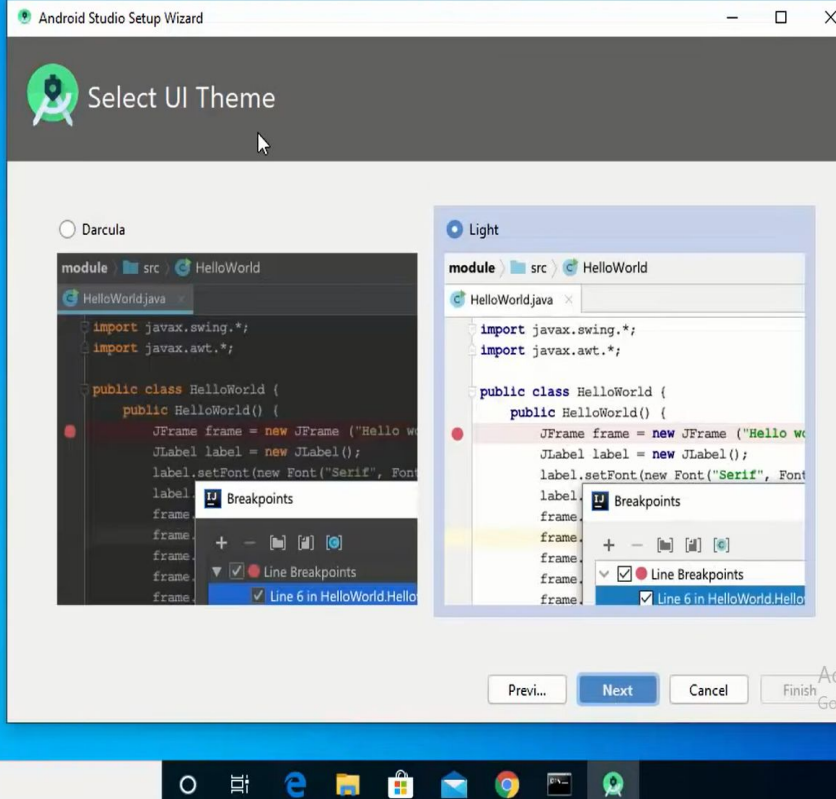 Android Studio Setup Wizard
Select UI Theme
Darcula
module src HelloWorld
HelloWorld.java
import javax.swing.*;
import javax.awt.*;
public class HelloWorld {
public HelloWorld() {
JFrame frame = new JFrame ("Hello wo
JLabel label = new JLabel();
label.setFont(new Font("Serif", Font
label.
frame.
frame.
frame.
frame.
frame.
Breakpoints
Line Breakpoints
Line 6 in HelloWorld.Hello
Light
module src HelloWorld
HelloWorld.java
import javax.swing.*;
import javax.awt.*;
public class HelloWorld {
public HelloWorld() {
JFrame frame = new JFrame ("Hello wo
JLabel label = new JLabel();
label.setFont(new Font("Serif", Font
label.
frame.
frame.
frame.
frame.
frame.
Breakpoints
Line Breakpoints
Line 6 in HelloWorld.Hello
Previ...
Next
Cancel
Finish